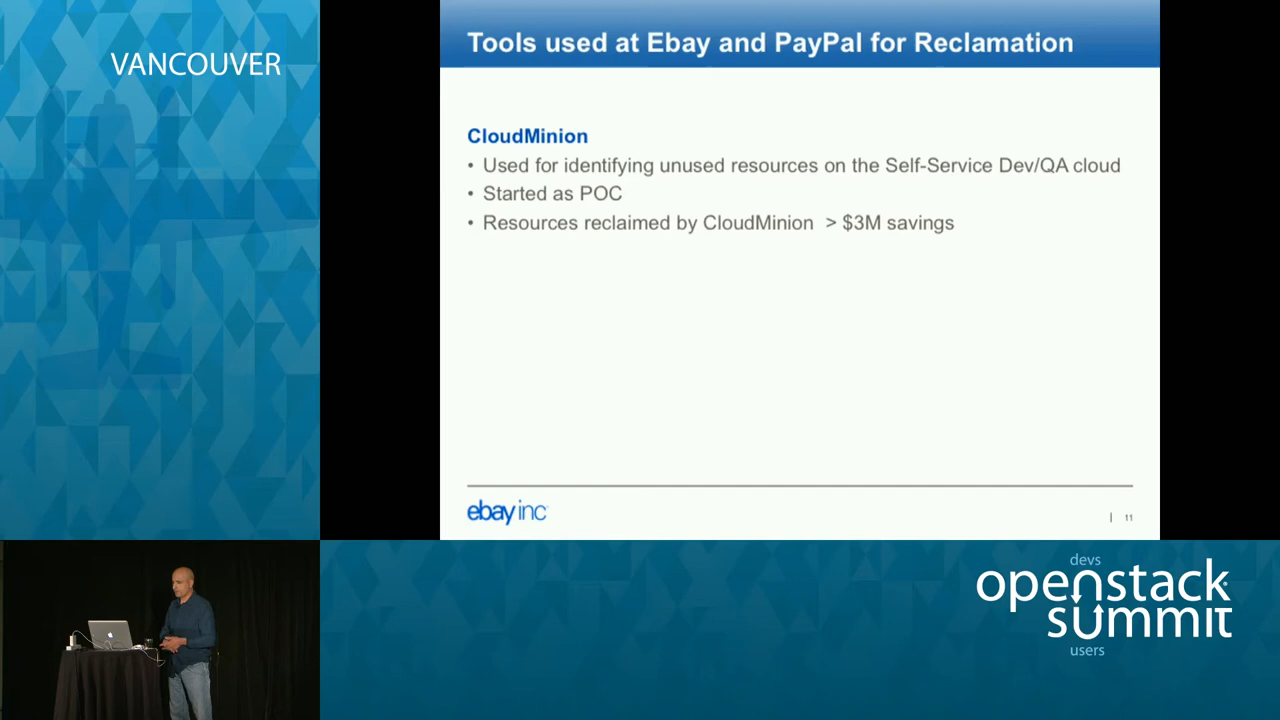 VANCOUVER
Tools used at Ebay and PayPal for Reclamation
CloudMinion
• Used for identifying unused resources on the Self-Service Dev/QA cloud
• Started as POC
• Resources reclaimed by CloudMinion > $3M savings
ebay inc
| 11
devs
openstack
summit
users